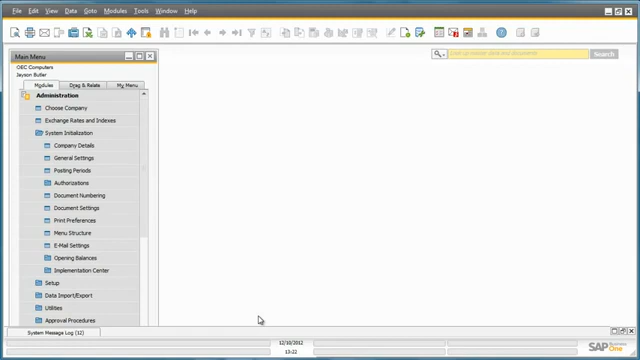 File Edit View Data Goto Modules Tools Window Help
Main Menu
OEC Computers
Jayson Butler
Modules Drag & Relate My Menu
Search
Administration
Choose Company
Exchange Rates and Indexes
System Initialization
Company Details
General Settings
Posting Periods
Authorizations
Document Numbering
Document Settings
Print Preferences
Menu Structure
E-Mail Settings
Opening Balances
Implementation Center
Setup
Data Import/Export
Utilities
Approval Procedures
System Message Log (12)
12/10/2012
13:22
SAP Business One